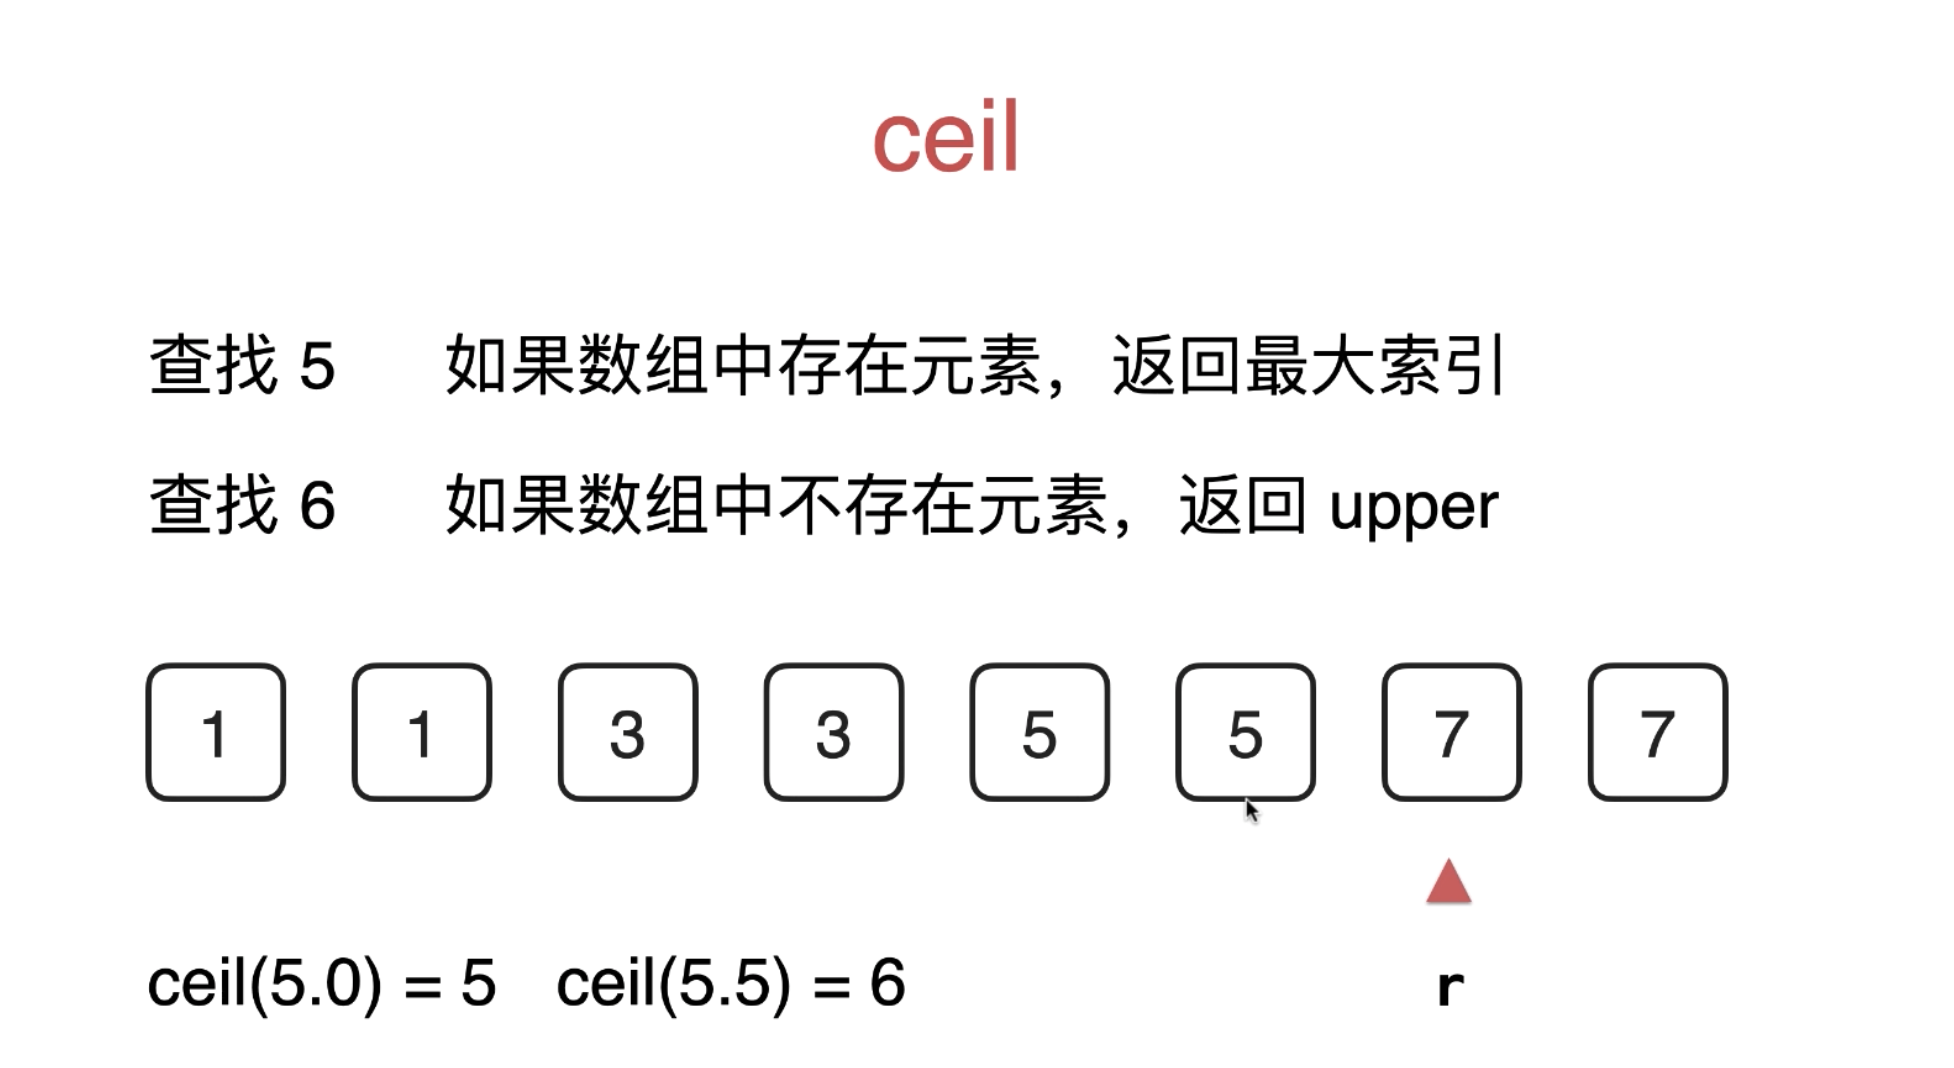 ceil
查找 5 如果数组中存在元素，返回最大索引
查找 6 如果数组中不存在元素，返回 upper
1 1 3 3 5 5 7 7
ceil(5.0) = 5 ceil(5.5) = 6 r